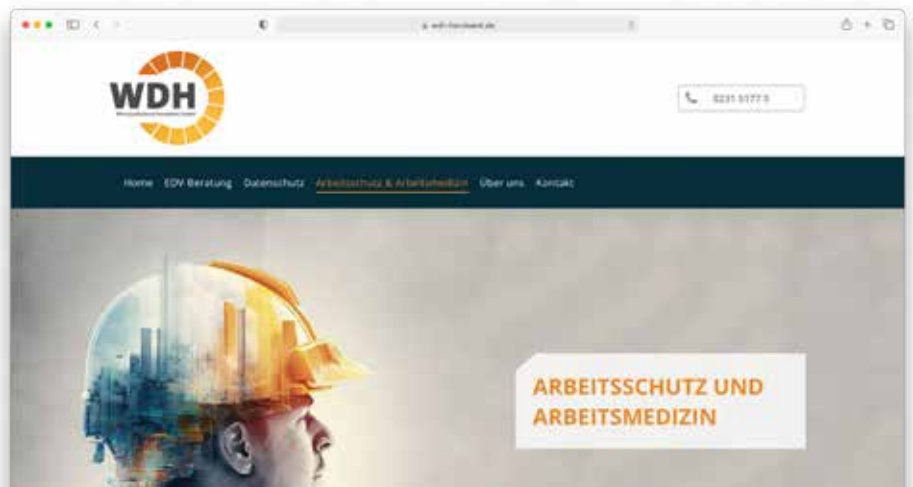 WDH
0231 5177 0
Home EDV-Beratung Datenschutz Arbeitsschutz & Arbeitsmedizin Über uns Kontakt
ARBEITSSCHUTZ UND
ARBEITSMEDIZIN